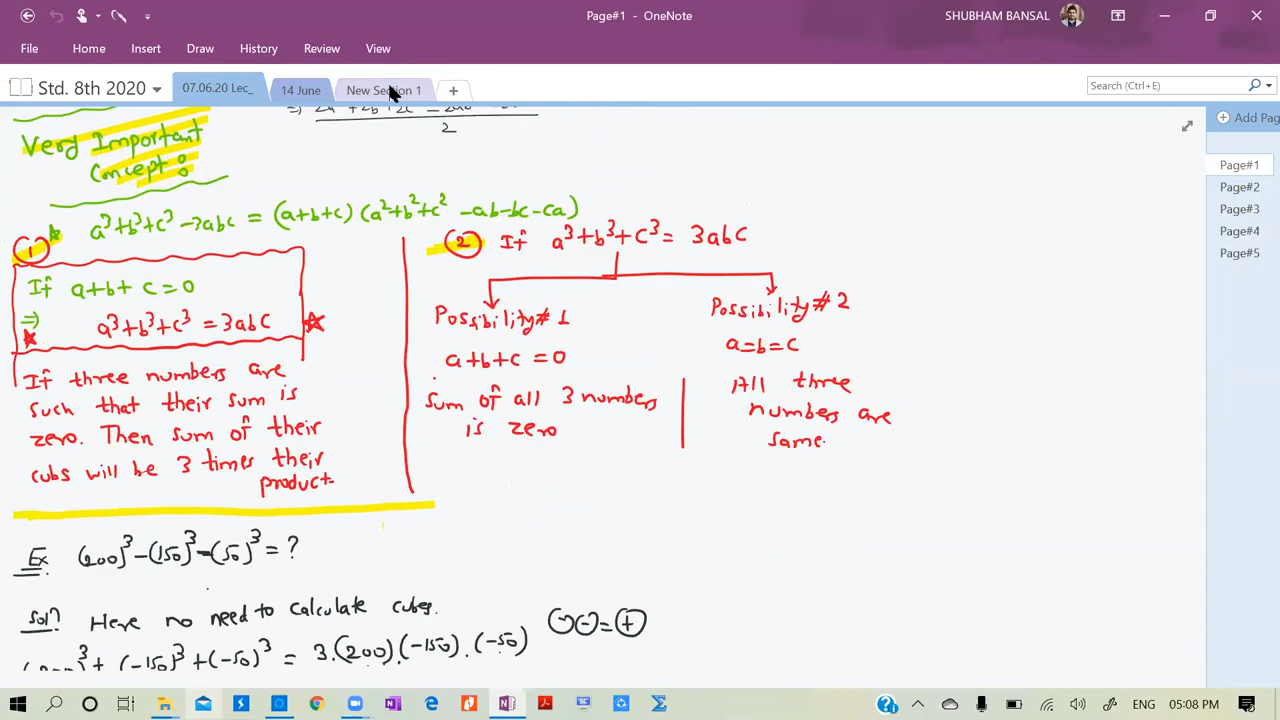 Page#1 - OneNote
SHUBHAM BANSAL
File Home Insert Draw History Review View
Std. 8th 2020
07.06.20 Lec_
14 June
New Section 1
Search (Ctrl+E)
Add Pag
Page#1
Page#2
Page#3
Page#4
Page#5
2
Very Important
Concept :
a³+b³+c³-3abc = (a+b+c) (a²+b²+c² -ab-bc-ca)
1
If a+b+c=0
⇒ a³+b³+c³ = 3abc
If three numbers are
such that their sum is
zero. Then sum of their
cubs will be 3 times their
product
2 If a³+b³+c³= 3abc
Possibility# 1
a+b+c =0
sum of all 3 numbers
is zero
Possibility# 2
a=b=c
All three
numbers are
same.
Ex (200)³-(150)³-(50)³= ?
Sol? Here no need to calculate cubes.
(200)³+(-150)³+(-50)³ = 3.(200).(-150).(-50)
⊖⊖=⊕
05:08 PM